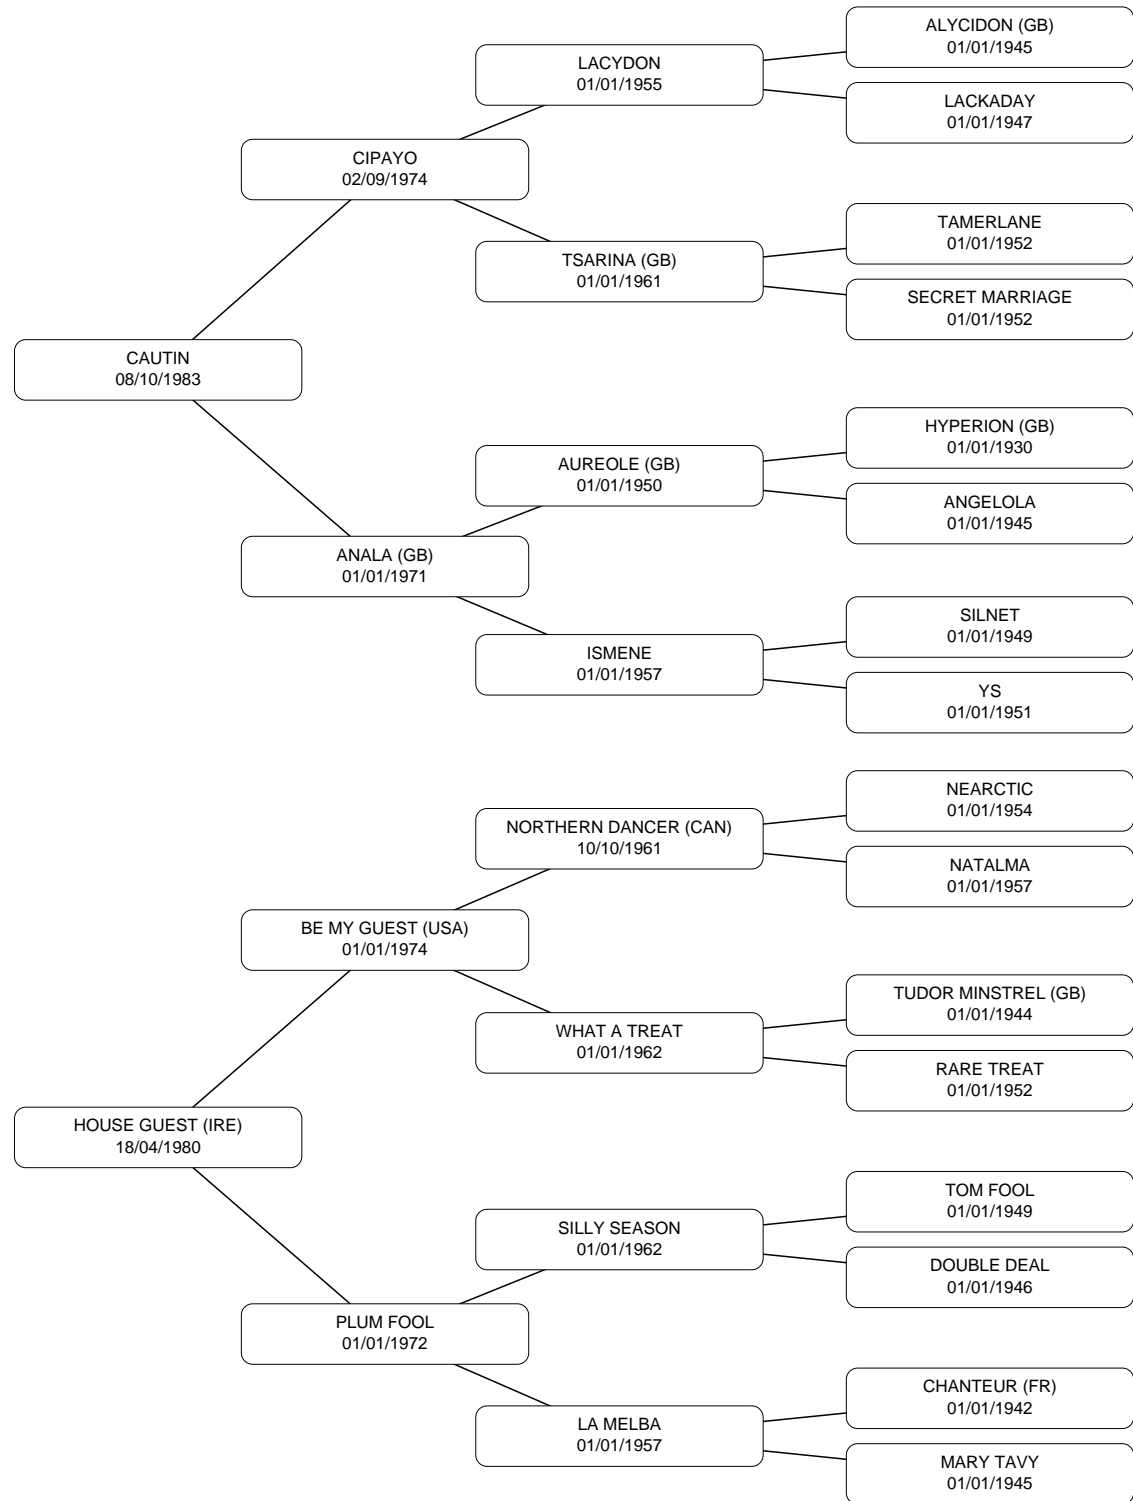 ALYCIDON (GB)
01/01/1945
LACYDON
01/01/1955
LACKADAY
01/01/1947
CIPAYO
02/09/1974
TAMERLANE
01/01/1952
TSARINA (GB)
01/01/1961
SECRET MARRIAGE
01/01/1952
CAUTIN
08/10/1983
HYPERION (GB)
01/01/1930
AUREOLE (GB)
01/01/1950
ANGELOLA
01/01/1945
ANALA (GB)
01/01/1971
SILNET
01/01/1949
ISMENE
01/01/1957
YS
01/01/1951
NEARCTIC
01/01/1954
NORTHERN DANCER (CAN)
10/10/1961
NATALMA
01/01/1957
BE MY GUEST (USA)
01/01/1974
TUDOR MINSTREL (GB)
01/01/1944
WHAT A TREAT
01/01/1962
RARE TREAT
01/01/1952
HOUSE GUEST (IRE)
18/04/1980
TOM FOOL
01/01/1949
SILLY SEASON
01/01/1962
DOUBLE DEAL
01/01/1946
PLUM FOOL
01/01/1972
CHANTEUR (FR)
01/01/1942
LA MELBA
01/01/1957
MARY TAVY
01/01/1945